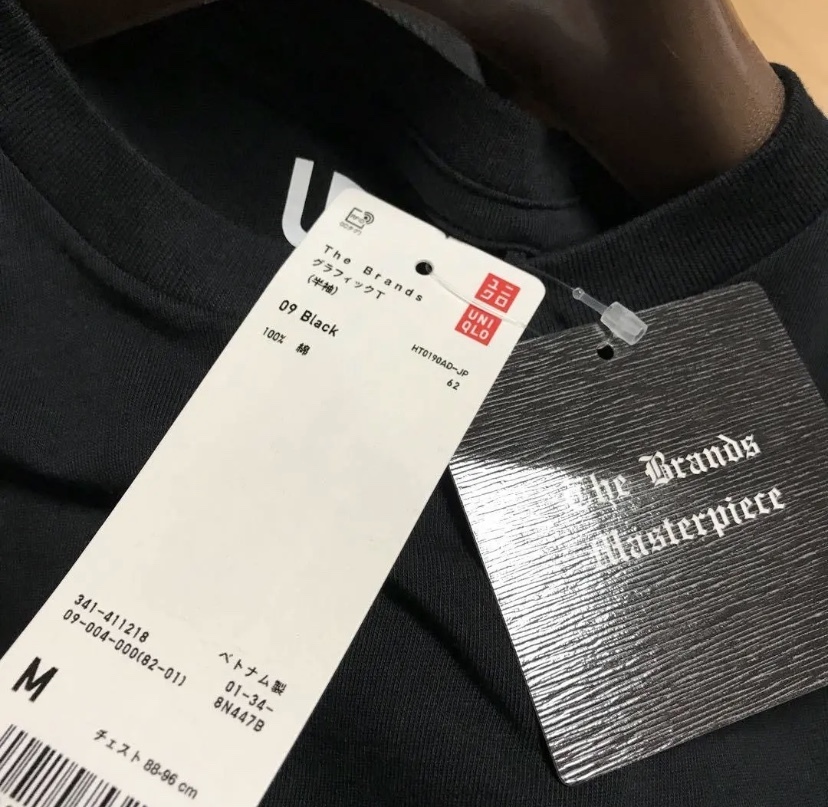 The Brands
グラフィックT
(半袖)
09 Black
100% 綿
ユニ
クロ
UNI
QLO
HT0190AD-JP
62
341-411218
09-004-000(82-01)
ベトナム製
01-34-
8N447B
M
チェスト 88-96 cm
The Brands
Masterpiece